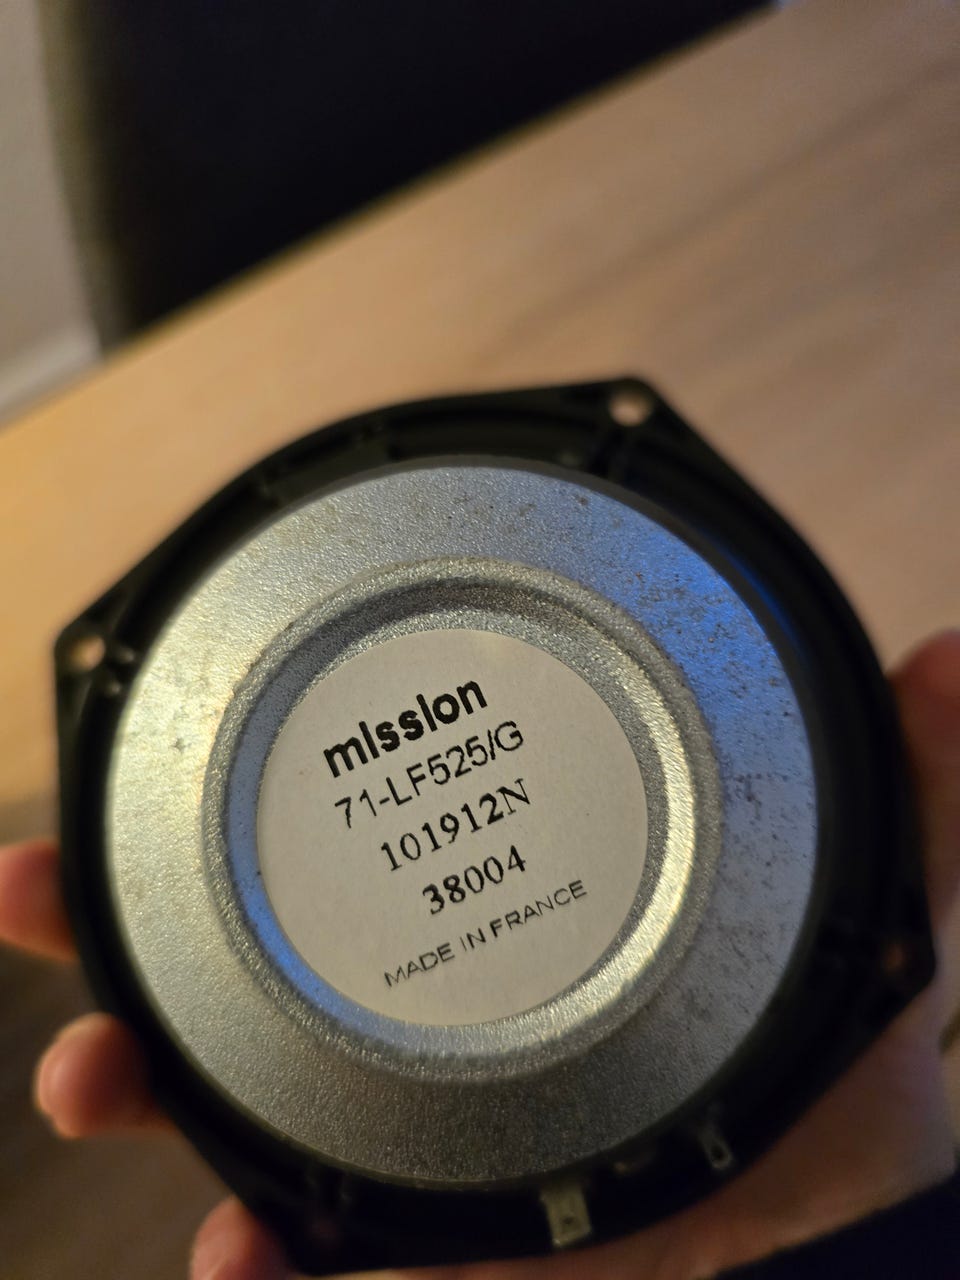 mission
71-LF525/G
101912N
38004
MADE IN FRANCE